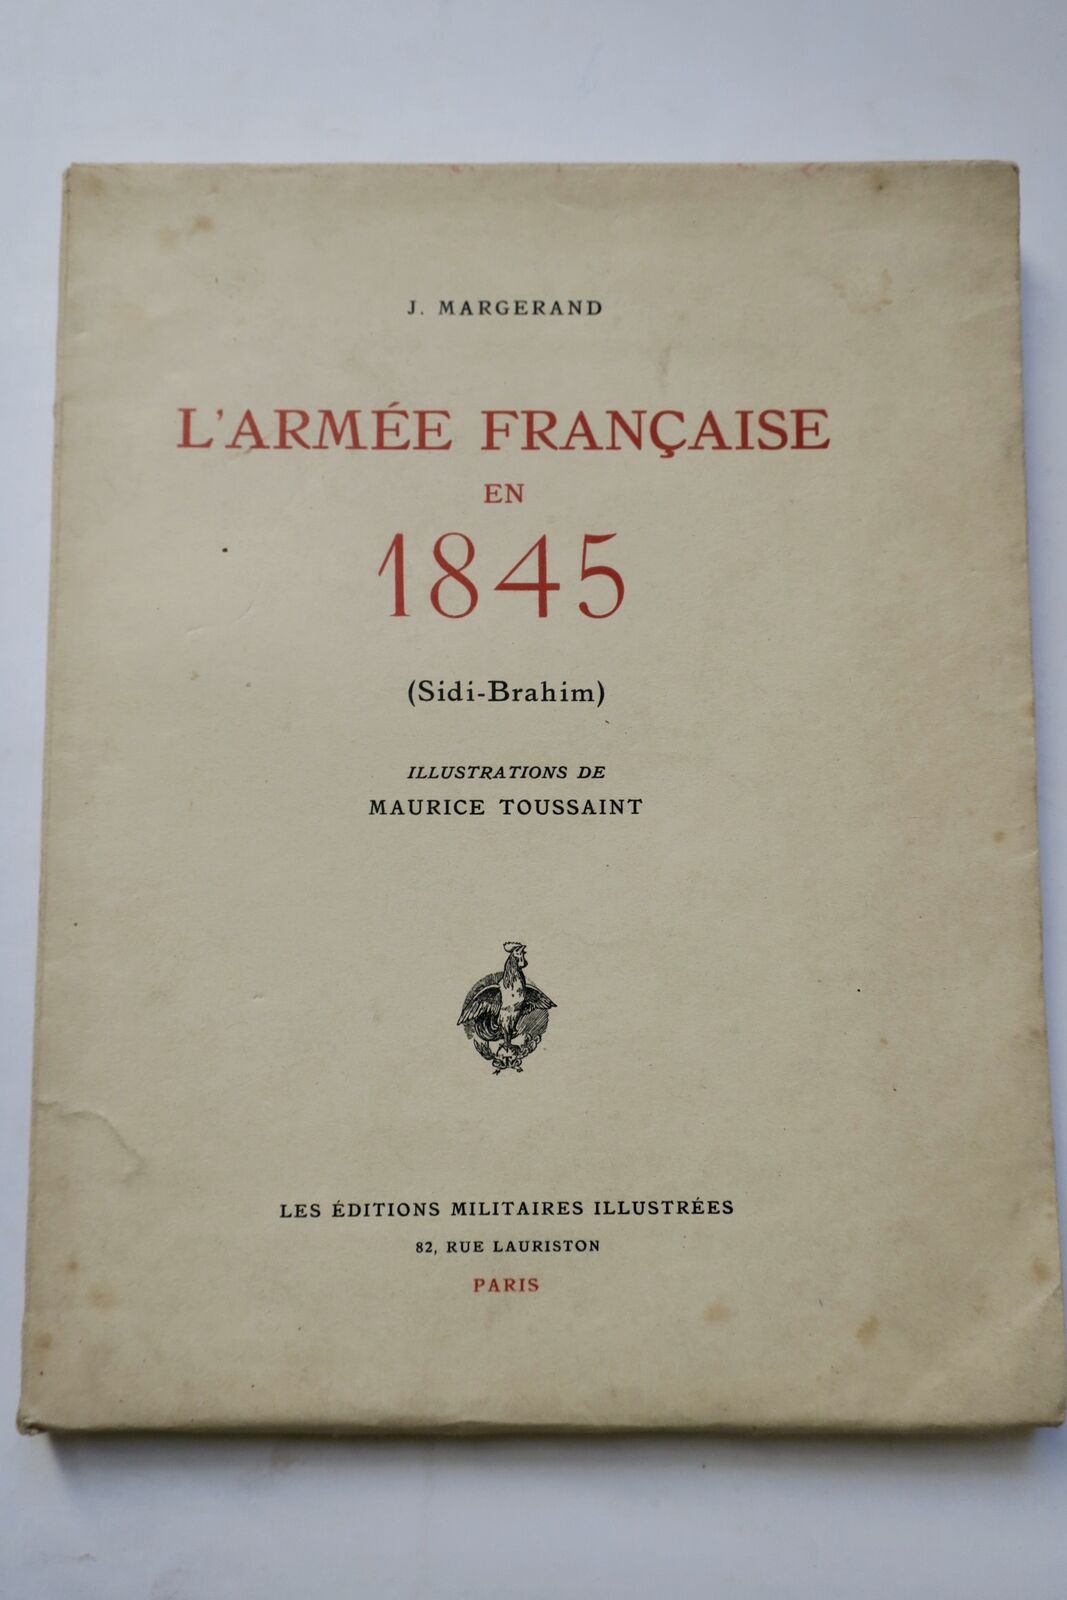 J. MARGERAND
L'ARMÉE FRANÇAISE
EN
1845
(Sidi-Brahim)
ILLUSTRATIONS DE
MAURICE TOUSSAINT
LES ÉDITIONS MILITAIRES ILLUSTRÉES
82, RUE LAURISTON
PARIS